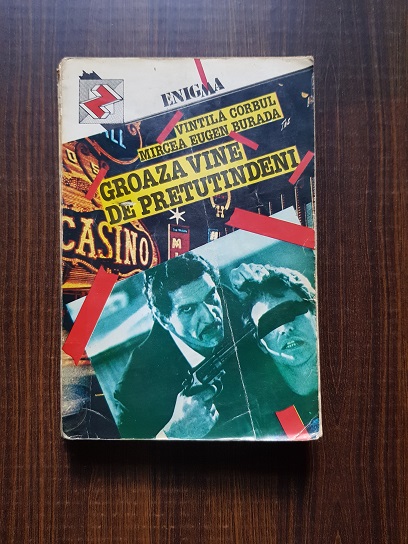 ENIGMA
VINTILA CORBUL
MIRCEA EUGEN BURADA
GROAZA VINE
DE PRETUTINDENI
CASINO
M